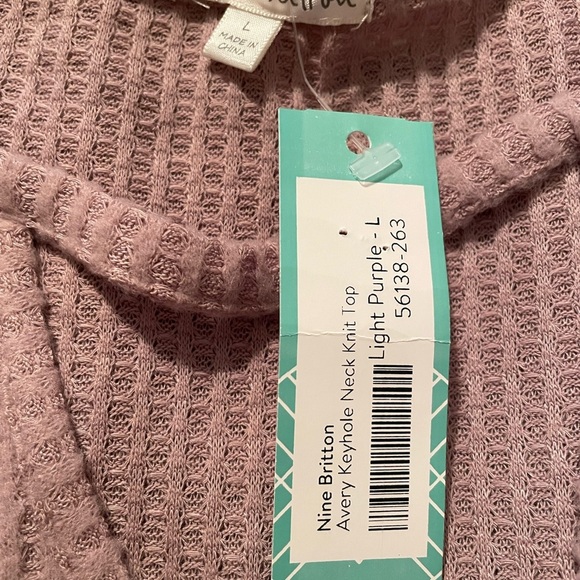 L
MADE IN
CHINA
Nine Britton
Avery Keyhole Neck Knit Top
Light Purple - L
56138-263